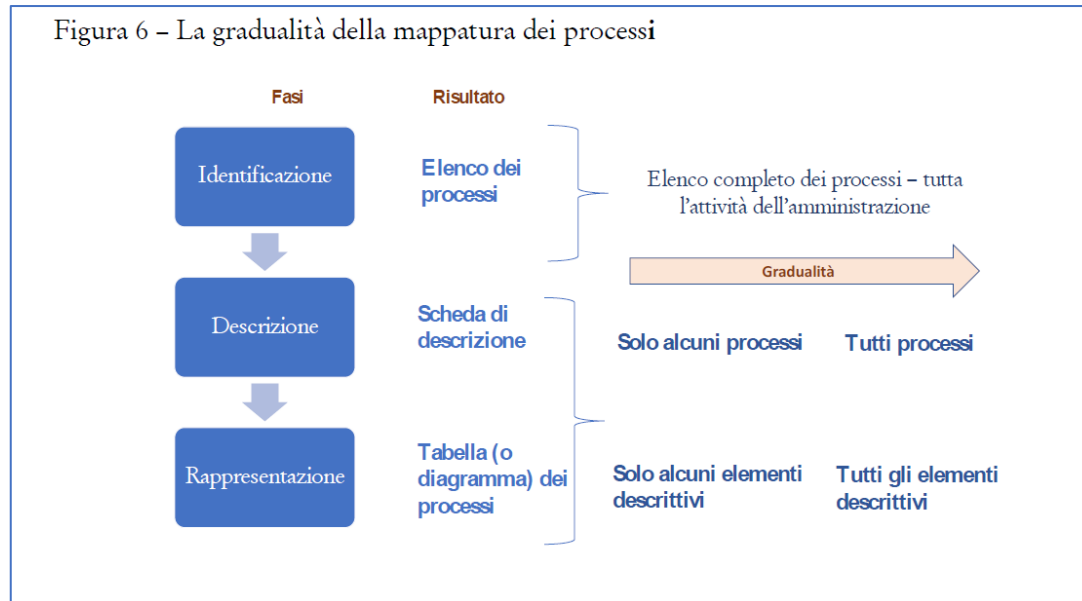 Figura 6 – La gradualità della mappatura dei processi
Fasi
Risultato
Identificazione
Elenco dei
processi
Elenco completo dei processi – tutta
l'attività dell'amministrazione
Gradualità
Descrizione
Scheda di
descrizione
Solo alcuni processi
Tutti processi
Rappresentazione
Tabella (o
diagramma) dei
processi
Solo alcuni elementi
descrittivi
Tutti gli elementi
descrittivi